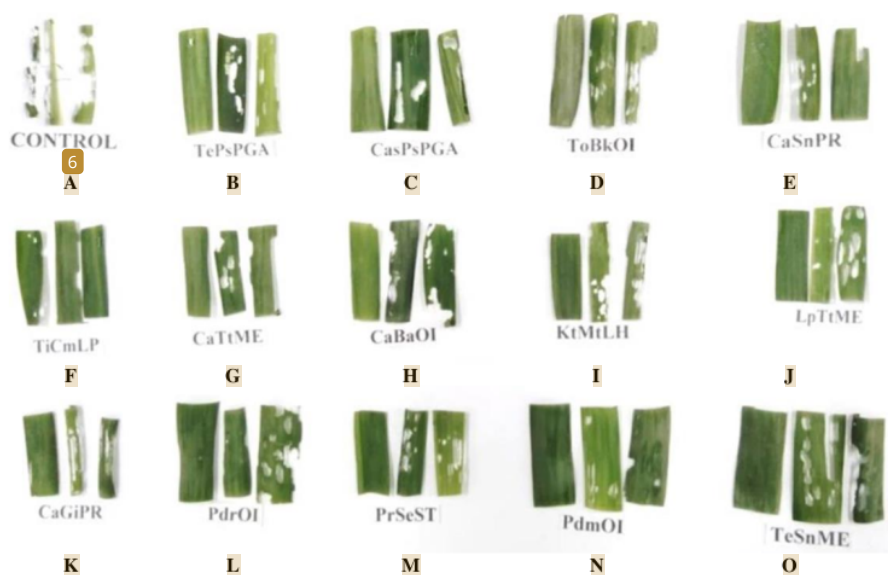 CONTROL TePsPGA CasPsPGA ToBkOI CaSnPR
6
A B C D E
TiCmLP CaTtME CaBaOI KtMtLH LpTtME
F G H I J
CaGiPR PdrOI PrSeST PdmOI TeSnME
K L M N O